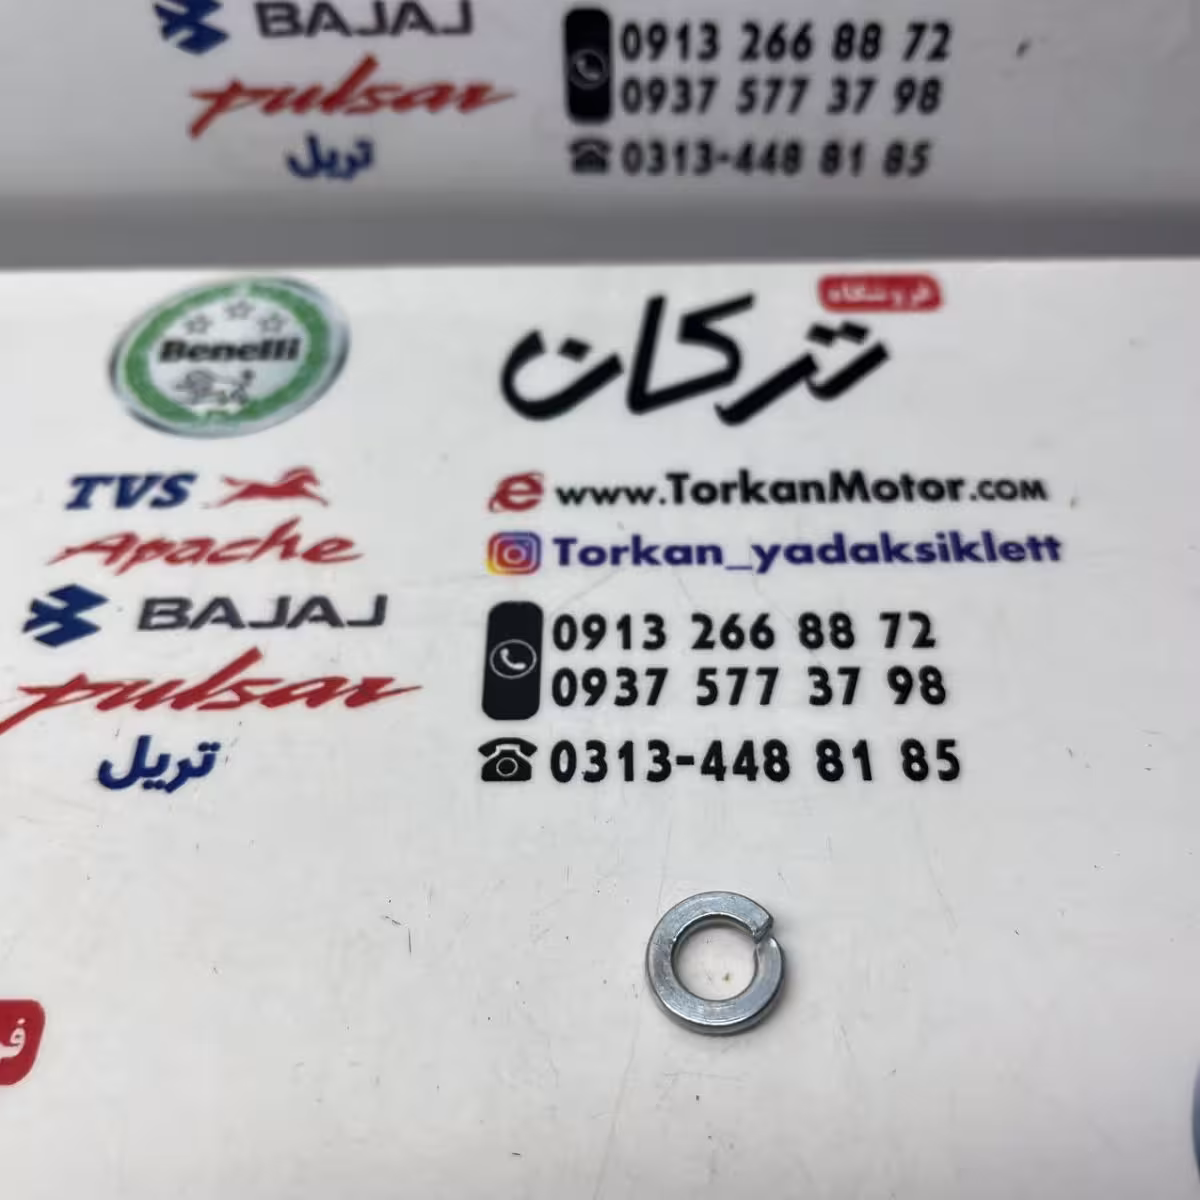 BAJAJ
pulsar
تریل
0913 266 88 72
0937 577 37 98
0313-448 81 85
Benelli
TVS
Apache
BAJAJ
pulsar
تریل
فروشگاه
ترکان
www.TorkanMotor.com
Torkan_yadaksiklett
0913 266 88 72
0937 577 37 98
0313-448 81 85